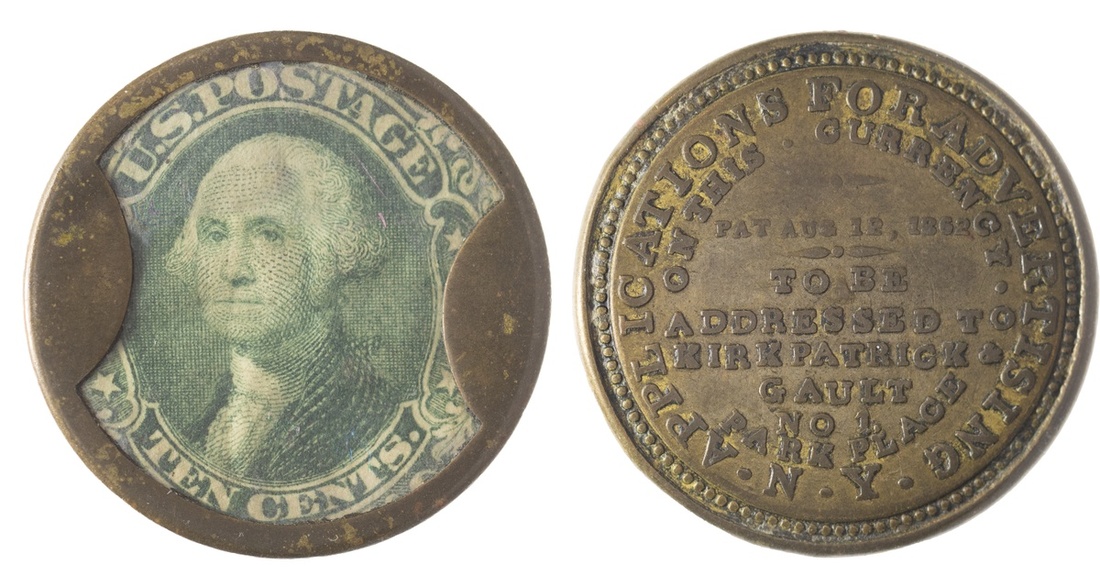 U.S. POSTAGE
TEN CENTS.
APPLICATIONS FOR ADVERTISING
ON THIS · CURRENCY ·
PAT AUG 12, 1862
TO BE
ADDRESSED TO
KIRKPATRICK &
GAULT
NO 1.
PARK PLACE
· N · Y ·